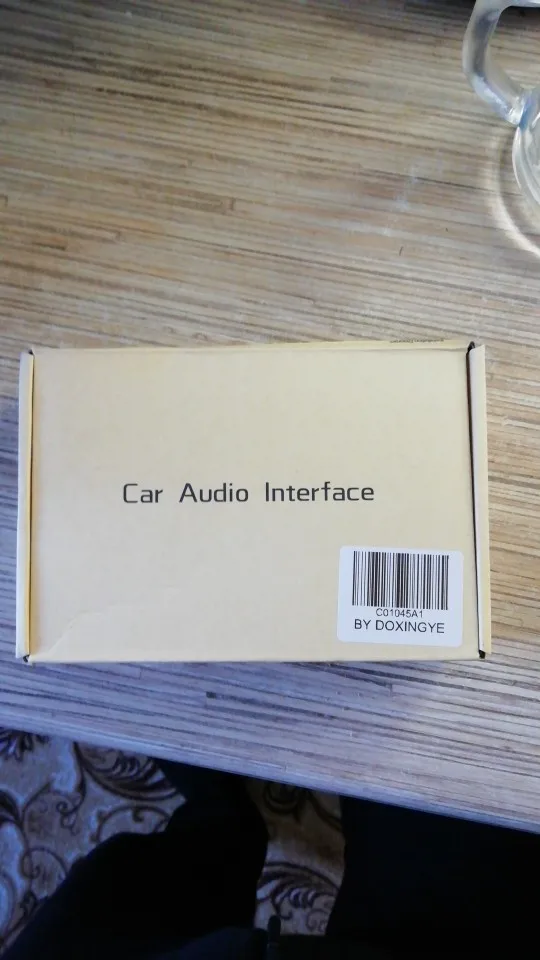 Car Audio Interface
C01045A1
BY DOXINGYE